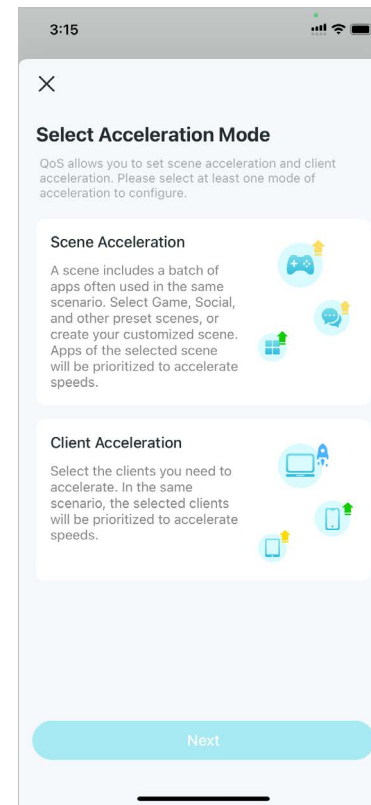 3:15
Select Acceleration Mode
QoS allows you to set scene acceleration and client
acceleration. Please select at least one mode of
acceleration to configure.
Scene Acceleration
A scene includes a batch of
apps often used in the same
scenario. Select Game, Social,
and other preset scenes, or
create your customized scene.
Apps of the selected scene
will be prioritized to accelerate
speeds.
Client Acceleration
Select the clients you need to
accelerate. In the same
scenario, the selected clients
will be prioritized to accelerate
speeds.
Next